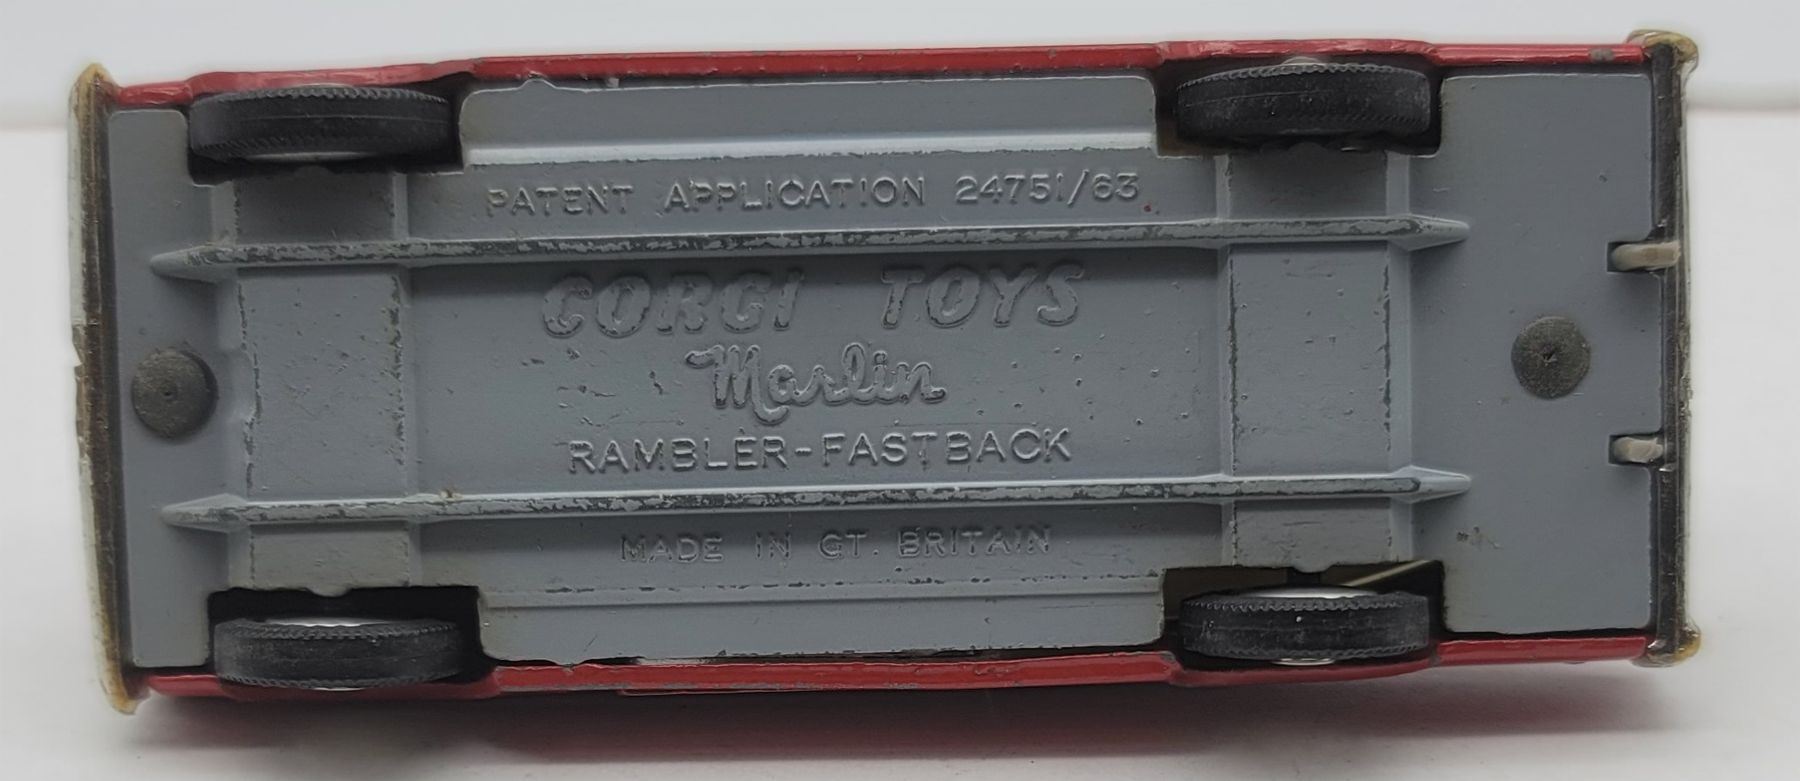 PATENT APPLICATION 24751/63
CORGI TOYS
Marlin
RAMBLER-FASTBACK
MADE IN GT. BRITAIN